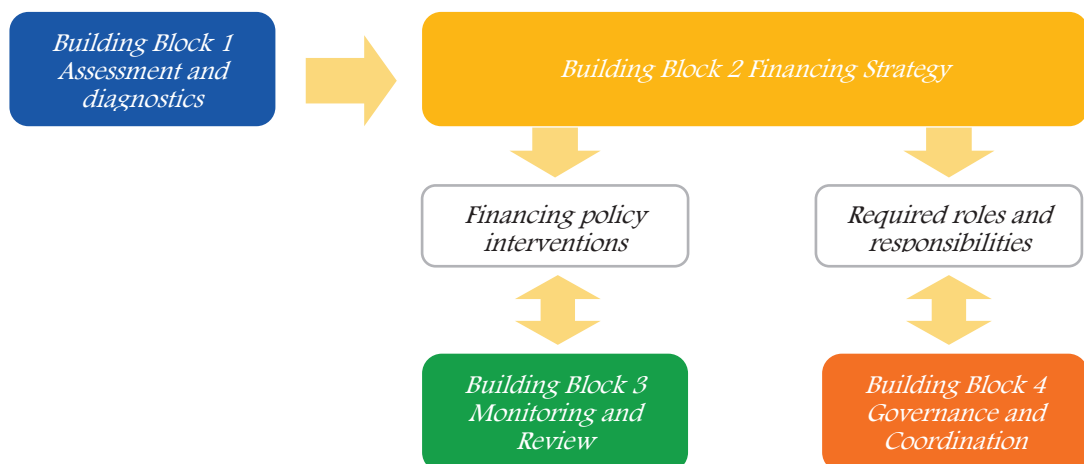 Building Block 1
Assessment and
diagnostics
Building Block 2 Financing Strategy
Financing policy
interventions
Required roles and
responsibilities
Building Block 3
Monitoring and
Review
Building Block 4
Governance and
Coordination